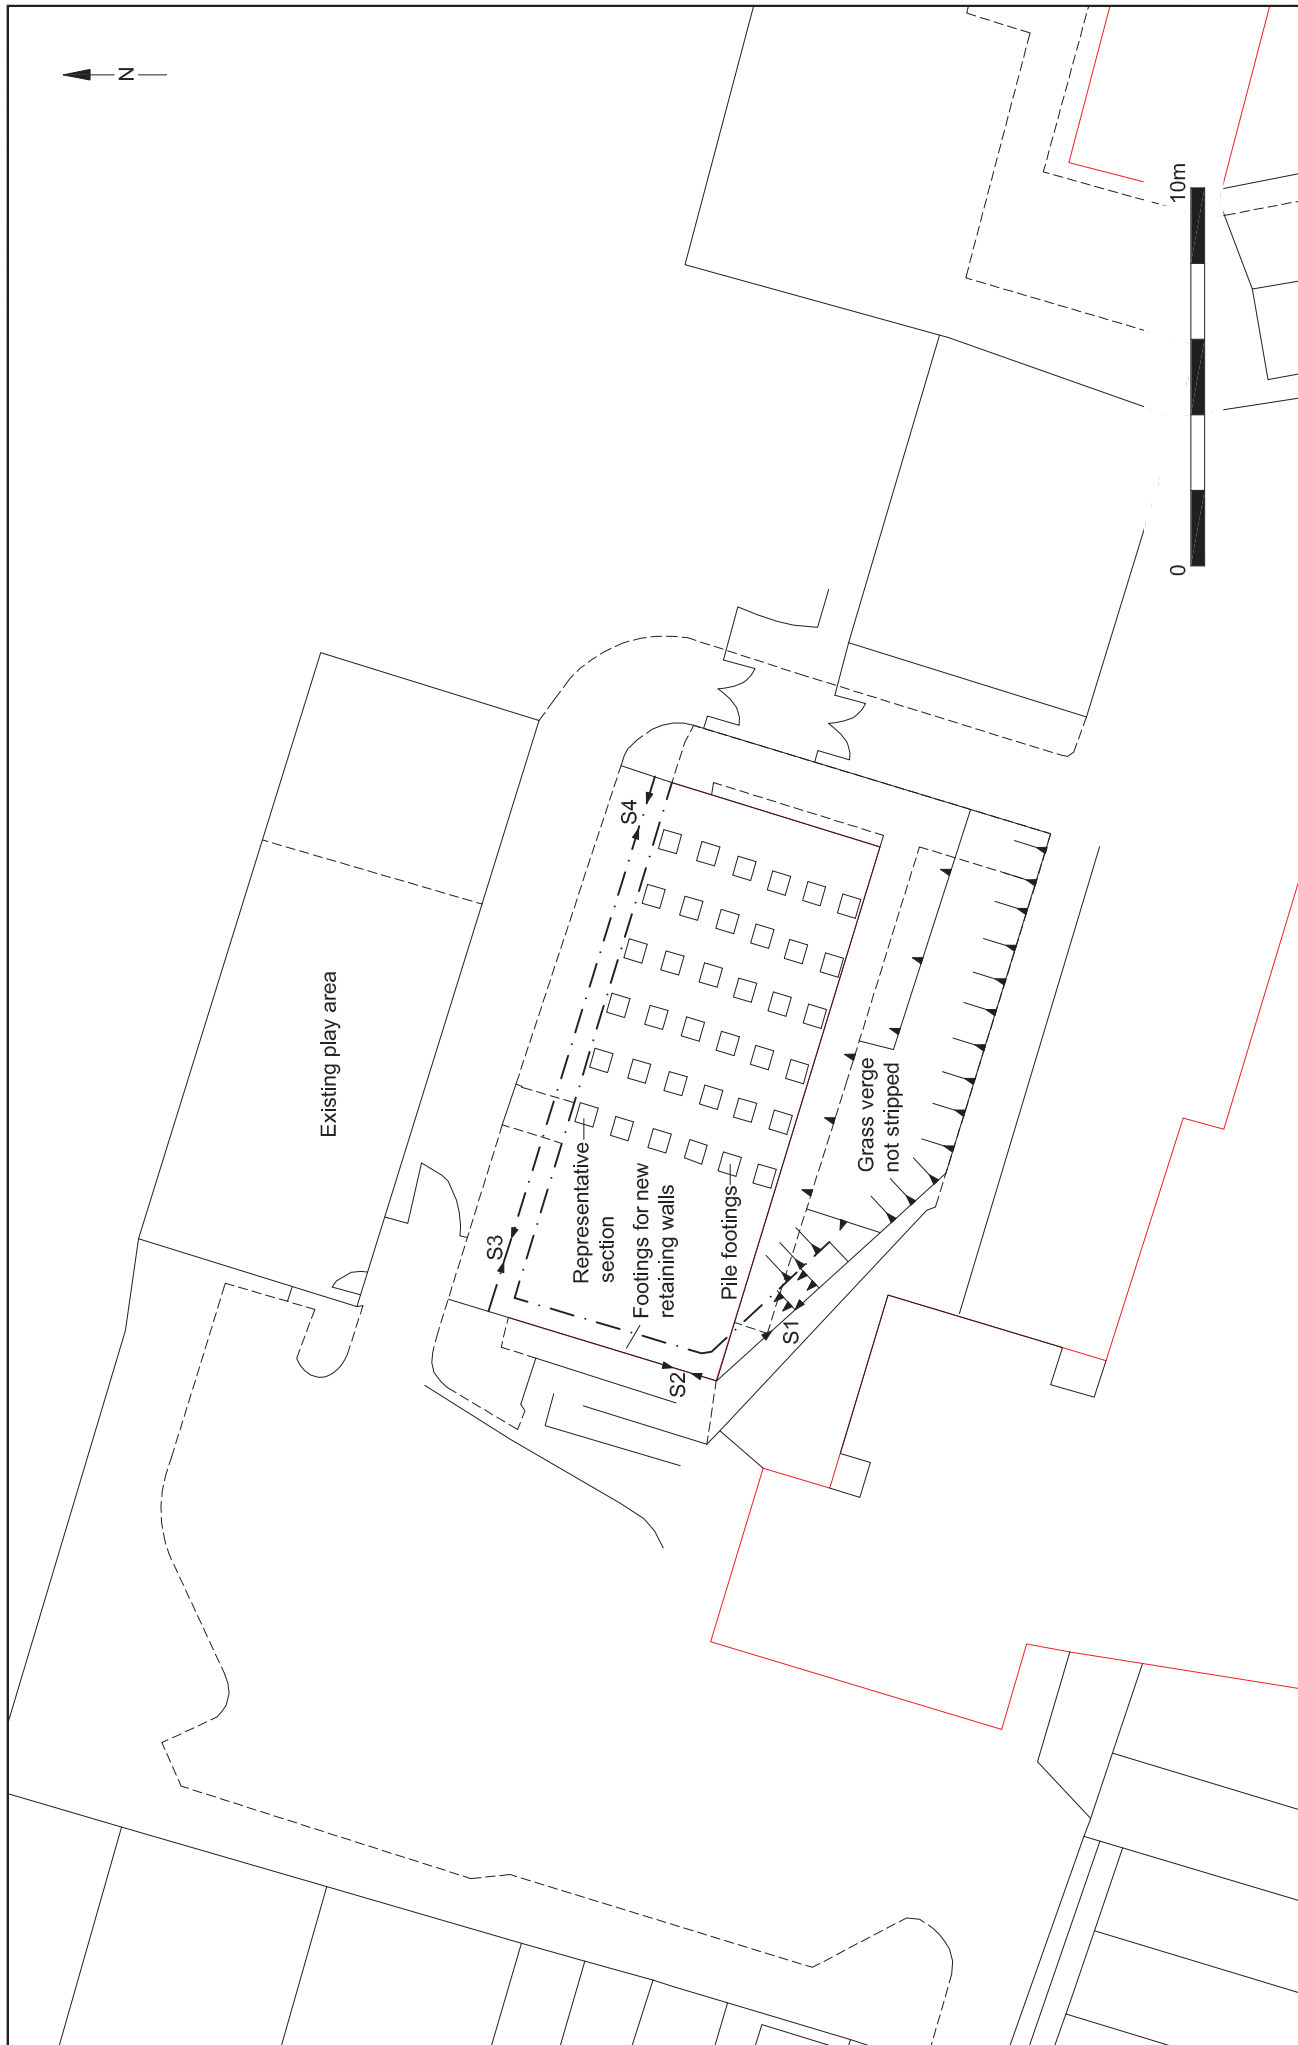 N
Existing play area
S3
S4
Representative
section
Footings for new
retaining walls
S2
Pile footings
S1
Grass verge
not stripped
0
10m